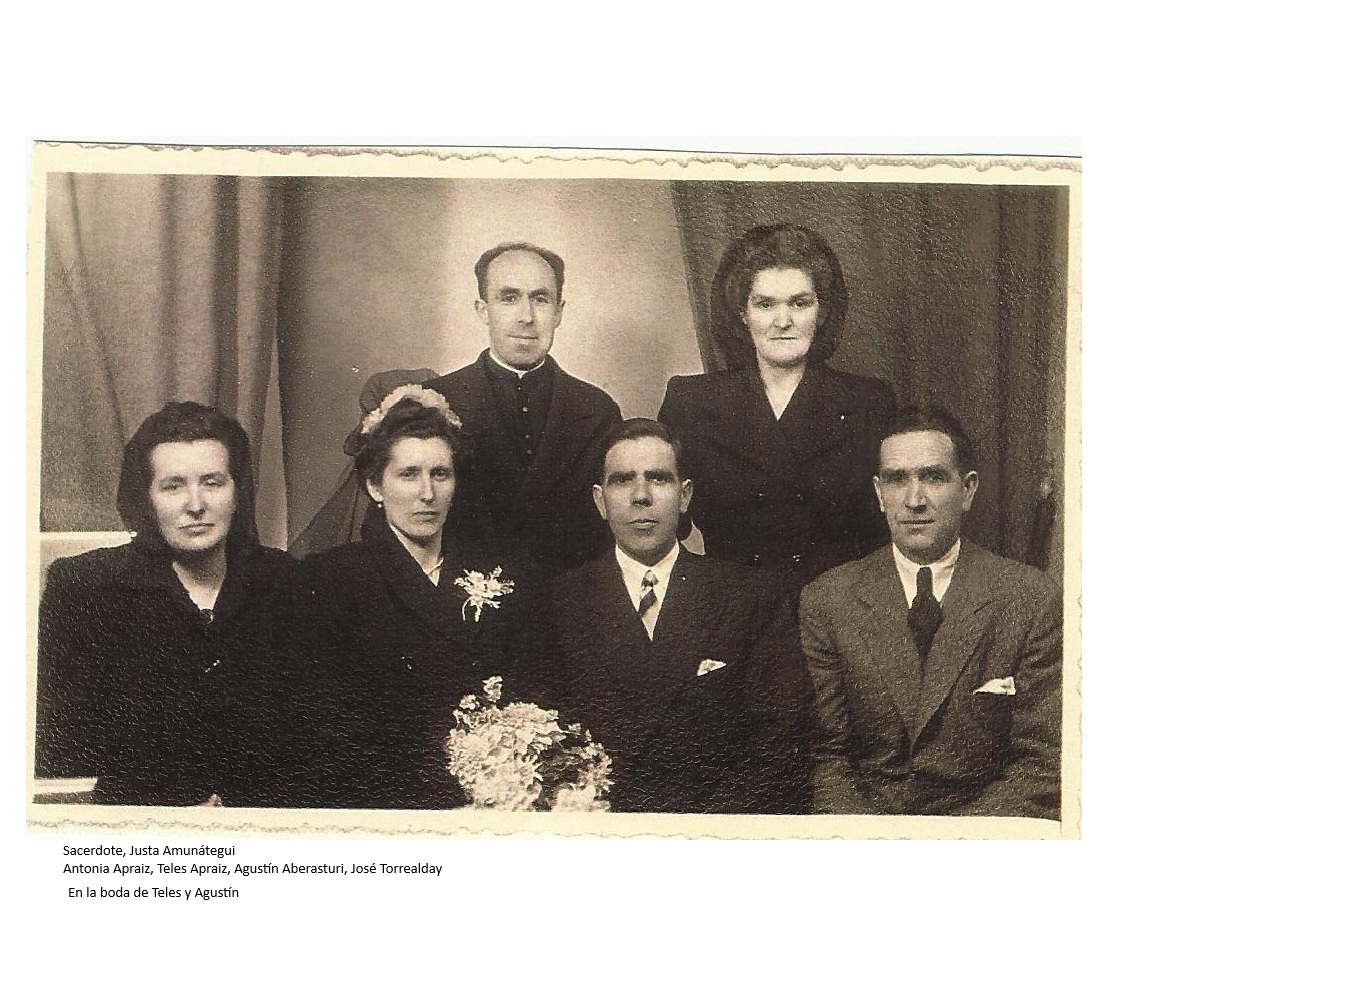 Sacerdote, Justa Amunátegui
Antonia Apraiz, Teles Apraiz, Agustín Aberasturi, José Torrealday
En la boda de Teles y Agustín